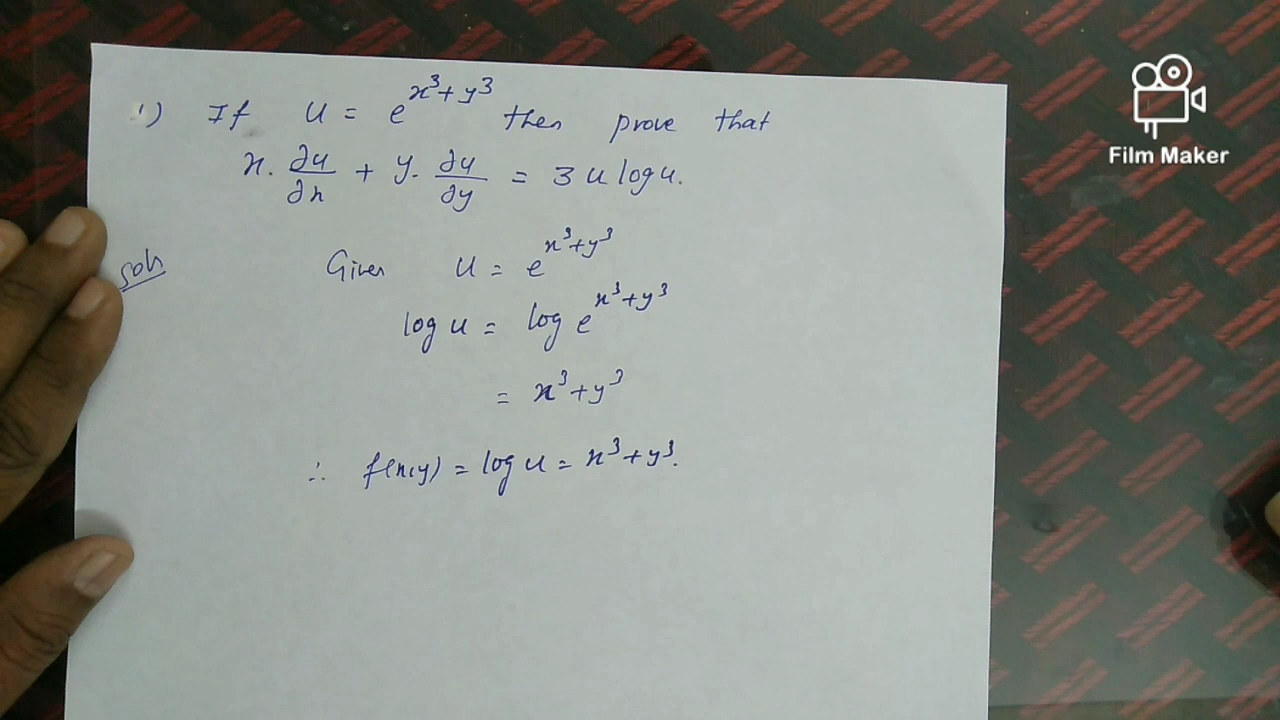 1) If u = e^{x³+y³} then prove that
x. ∂u/∂x + y. ∂u/∂y = 3 u log u.
Soln Given u = e^{x³+y³}
log u = log e^{x³+y³}
= x³+y³
∴ f(x,y) = log u = x³+y³.
Film Maker